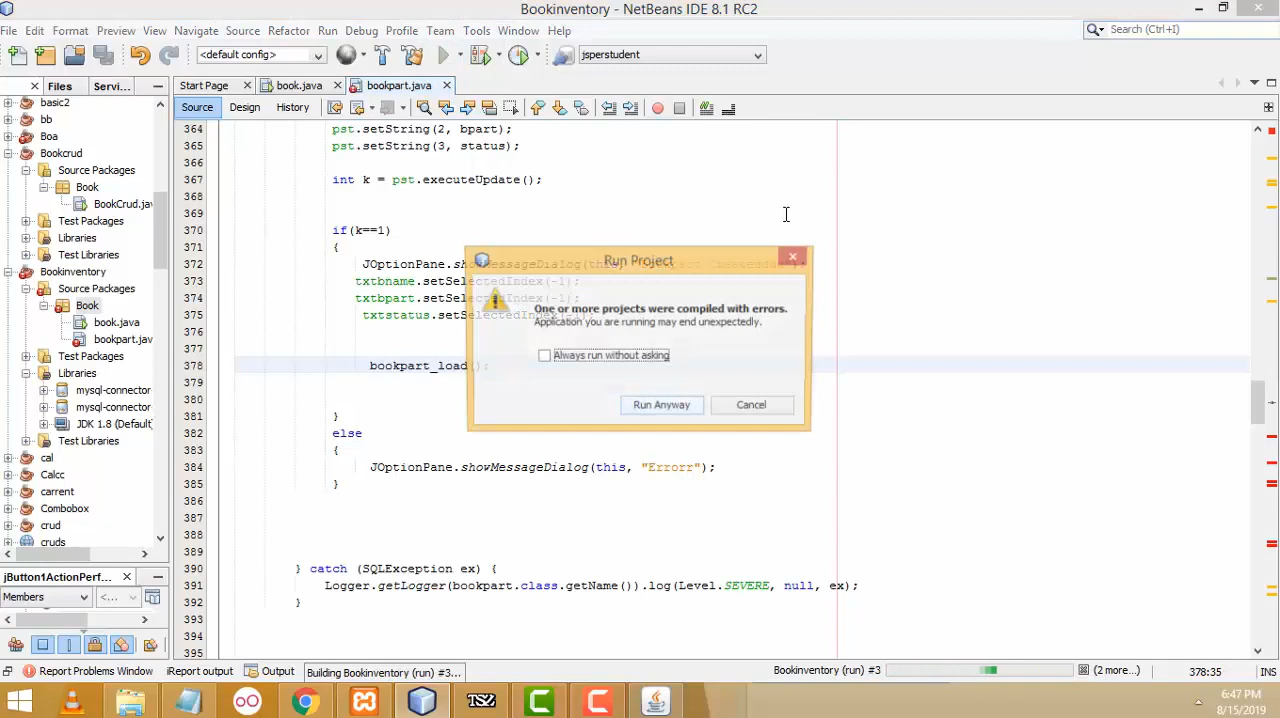 Bookinventory - NetBeans IDE 8.1 RC2
File Edit Format Preview View Navigate Source Refactor Run Debug Profile Team Tools Window Help
Search (Ctrl+I)
<default config>
jsperstudent
Files Servi...
Start Page book.java bookpart.java
Source Design History
basic2
bb
Boa
Bookcrud
Source Packages
Book
BookCrud.jav
Test Packages
Libraries
Test Libraries
Bookinventory
Source Packages
Book
book.java
bookpart.jav
Test Packages
Libraries
mysql-connector
mysql-connector
JDK 1.8 (Default)
Test Libraries
cal
Calcc
carrent
Combobox
crud
cruds
jButton1ActionPerf...
Members <...>
364 pst.setString(2, bpart);
365 pst.setString(3, status);
366
367 int k = pst.executeUpdate();
368
369
370 if(k==1)
371 {
372 JOptionPane.showMessageDialog(this,
373 txtbname.setSelectedIndex(-1);
374 txtbpart.setSelectedIndex(-1);
375 txtstatus.setSelectedIndex(-1);
376
377
378 bookpart_load();
379
380
381 }
382 else
383 {
384 JOptionPane.showMessageDialog(this, "Errorr");
385 }
386
387
388
389
390 } catch (SQLException ex) {
391 Logger.getLogger(bookpart.class.getName()).log(Level.SEVERE, null, ex);
392 }
393
394
395
Run Project
One or more projects were compiled with errors.
Application you are running may end unexpectedly.
Always run without asking
Run Anyway Cancel
Report Problems Window iReport output Output Building Bookinventory (run) #3... Bookinventory (run) #3 (2 more...) 378:35 INS
TS2
6:47 PM
8/15/2019